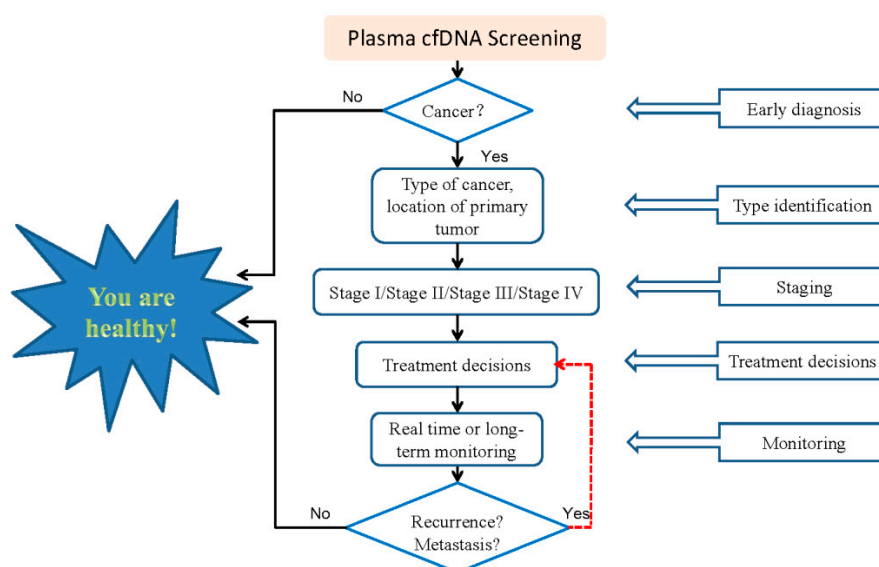 Plasma cfDNA Screening
No
Cancer?
Early diagnosis
Yes
Type of cancer,
location of primary
tumor
Type identification
You are
healthy!
Stage I/Stage II/Stage III/Stage IV
Staging
Treatment decisions
Treatment decisions
Real time or long-
term monitoring
Monitoring
No
Recurrence?
Metastasis?
Yes